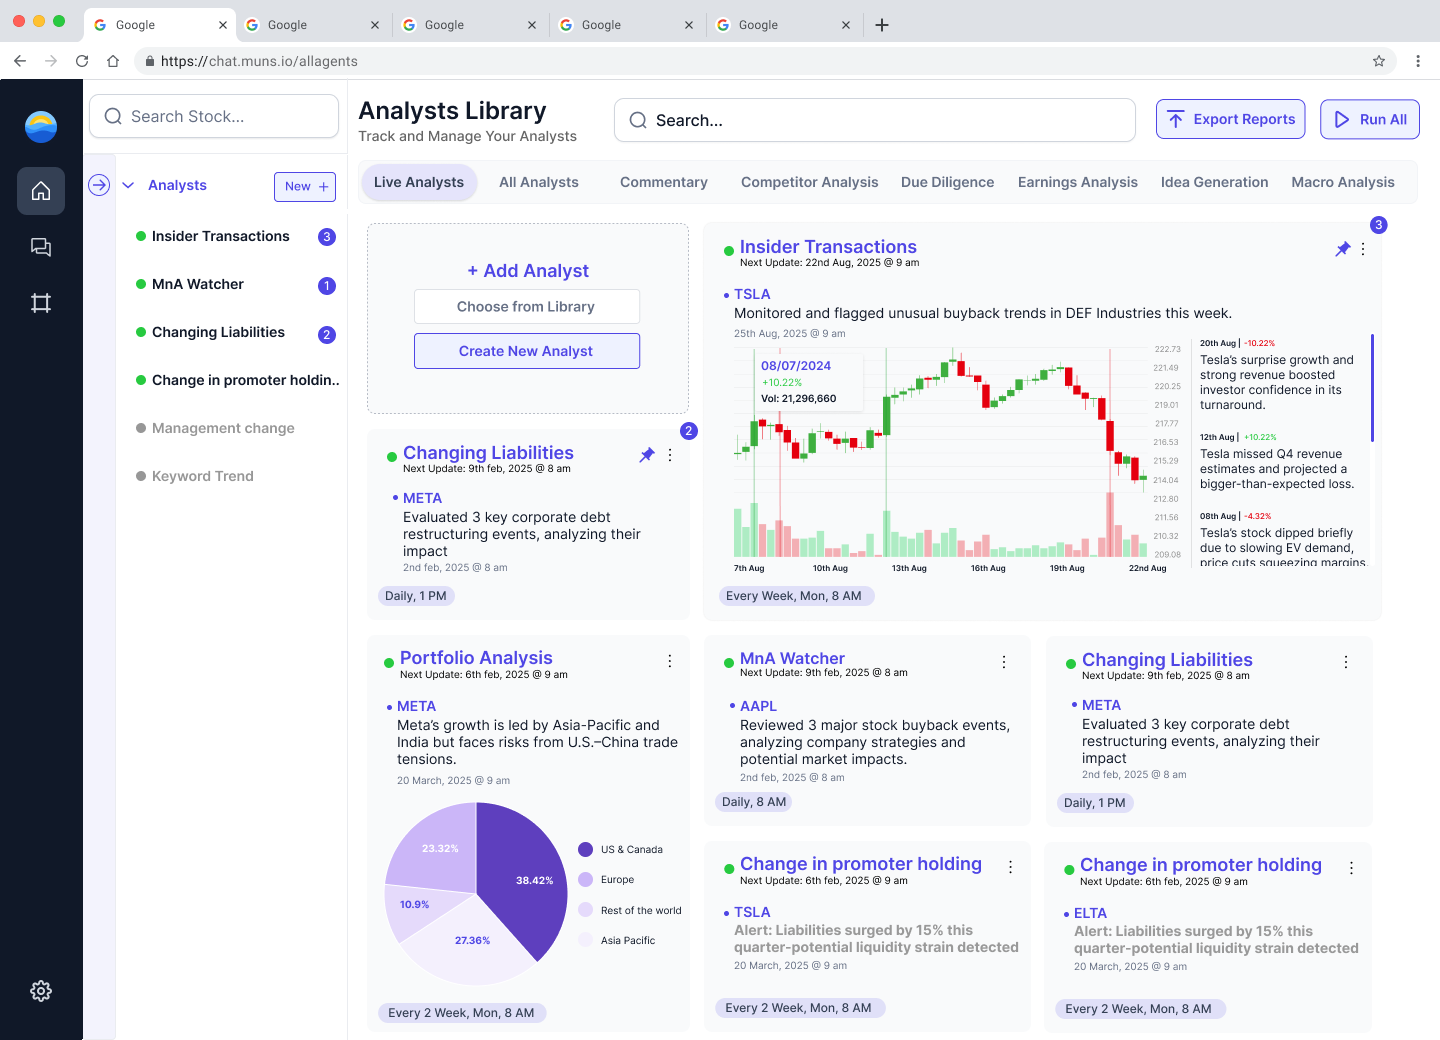 Google
Google
Google
Google
Google
https://chat.muns.io/allagents
Search Stock...
Analysts
New +
Insider Transactions 3
MnA Watcher 1
Changing Liabilities 2
Change in promoter holdin..
Management change
Keyword Trend
Analysts Library
Track and Manage Your Analysts
Search...
Export Reports
Run All
Live Analysts
All Analysts
Commentary
Competitor Analysis
Due Diligence
Earnings Analysis
Idea Generation
Macro Analysis
+ Add Analyst
Choose from Library
Create New Analyst
3
Insider Transactions
Next Update: 22nd Aug, 2025 @ 9 am
• TSLA
Monitored and flagged unusual buyback trends in DEF Industries this week.
25th Aug, 2025 @ 9 am
08/07/2024
+10.22%
Vol: 21,296,660
222.73
221.49
220.25
219.01
217.77
216.53
215.29
214.04
212.80
211.56
210.32
209.08
7th Aug
10th Aug
13th Aug
16th Aug
19th Aug
22nd Aug
20th Aug | -10.22%
Tesla's surprise growth and
strong revenue boosted
investor confidence in its
turnaround.
12th Aug | +10.22%
Tesla missed Q4 revenue
estimates and projected a
bigger-than-expected loss.
08th Aug | -4.32%
Tesla's stock dipped briefly
due to slowing EV demand,
price cuts squeezing margins,
Every Week, Mon, 8 AM
2
Changing Liabilities
Next Update: 9th feb, 2025 @ 8 am
• META
Evaluated 3 key corporate debt
restructuring events, analyzing their
impact
2nd feb, 2025 @ 8 am
Daily, 1 PM
Portfolio Analysis
Next Update: 6th feb, 2025 @ 9 am
• META
Meta's growth is led by Asia-Pacific and
India but faces risks from U.S.–China trade
tensions.
20 March, 2025 @ 9 am
23.32%
38.42%
10.9%
27.36%
US & Canada
Europe
Rest of the world
Asia Pacific
Every 2 Week, Mon, 8 AM
MnA Watcher
Next Update: 9th feb, 2025 @ 8 am
• AAPL
Reviewed 3 major stock buyback events,
analyzing company strategies and
potential market impacts.
2nd feb, 2025 @ 8 am
Daily, 8 AM
Changing Liabilities
Next Update: 9th feb, 2025 @ 8 am
• META
Evaluated 3 key corporate debt
restructuring events, analyzing their
impact
2nd feb, 2025 @ 8 am
Daily, 1 PM
Change in promoter holding
Next Update: 6th feb, 2025 @ 9 am
• TSLA
Alert: Liabilities surged by 15% this
quarter-potential liquidity strain detected
20 March, 2025 @ 9 am
Every 2 Week, Mon, 8 AM
Change in promoter holding
Next Update: 6th feb, 2025 @ 9 am
• ELTA
Alert: Liabilities surged by 15% this
quarter-potential liquidity strain detected
20 March, 2025 @ 9 am
Every 2 Week, Mon, 8 AM